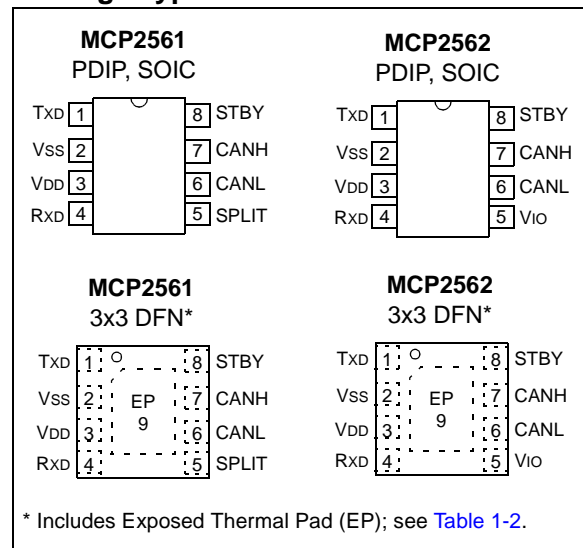 MCP2561
PDIP, SOIC
TXD 1 8 STBY
VSS 2 7 CANH
VDD 3 6 CANL
RXD 4 5 SPLIT
MCP2562
PDIP, SOIC
TXD 1 8 STBY
VSS 2 7 CANH
VDD 3 6 CANL
RXD 4 5 VIO
MCP2561
3x3 DFN*
TXD 1 8 STBY
VSS 2 EP 7 CANH
9
VDD 3 6 CANL
RXD 4 5 SPLIT
MCP2562
3x3 DFN*
TXD 1 8 STBY
VSS 2 EP 7 CANH
9
VDD 3 6 CANL
RXD 4 5 VIO
* Includes Exposed Thermal Pad (EP); see Table 1-2.